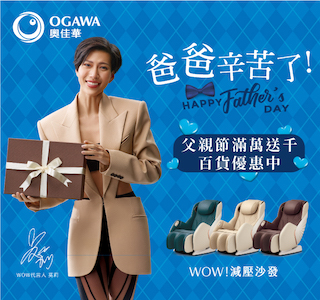 OGAWA
奧佳華
爸爸辛苦了!
HAPPY Father's DAY
父親節滿萬送千
百貨優惠中
WOW代言人 莫莉
WOW!減壓沙發